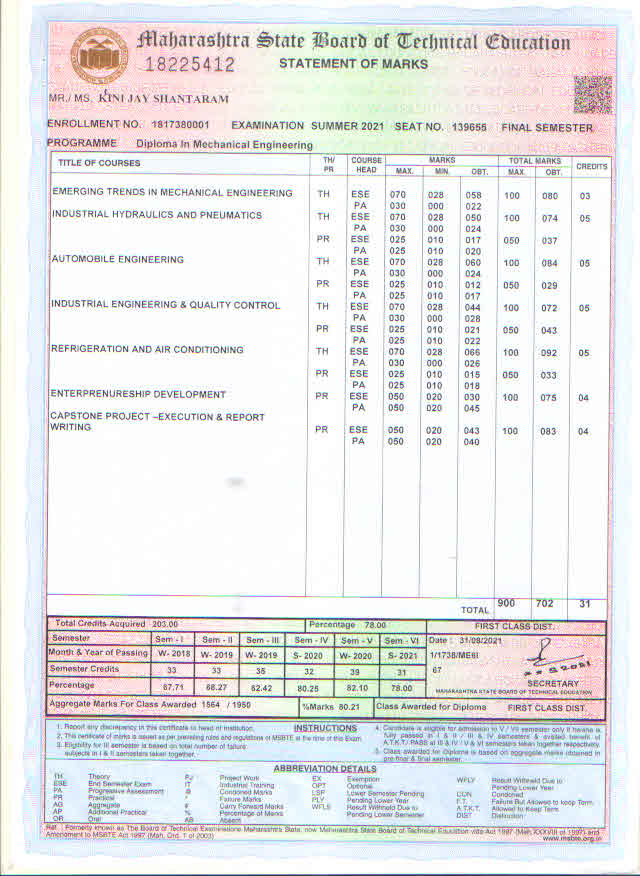 Maharashtra State Board of Technical Education
18225412 STATEMENT OF MARKS
MR./ MS. KINI JAY SHANTARAM
ENROLLMENT NO. 1817380001 EXAMINATION SUMMER 2021 SEAT NO. 139655 FINAL SEMESTER
PROGRAMME Diploma In Mechanical Engineering
TITLE OF COURSES TH/ PR COURSE HEAD MARKS MAX. MIN. OBT. TOTAL MARKS MAX. OBT. CREDITS
EMERGING TRENDS IN MECHANICAL ENGINEERING TH ESE 070 028 058 100 080 03
PA 030 000 022
INDUSTRIAL HYDRAULICS AND PNEUMATICS TH ESE 070 028 050 100 074 05
PA 030 000 024
PR ESE 025 010 017 050 037
PA 025 010 020
AUTOMOBILE ENGINEERING TH ESE 070 028 060 100 084 05
PA 030 000 024
PR ESE 025 010 012 050 029
PA 025 010 017
INDUSTRIAL ENGINEERING & QUALITY CONTROL TH ESE 070 028 044 100 072 05
PA 030 000 028
PR ESE 025 010 021 050 043
PA 025 010 022
REFRIGERATION AND AIR CONDITIONING TH ESE 070 028 066 100 092 05
PA 030 000 026
PR ESE 025 010 015 050 033
PA 025 010 018
ENTERPRENURESHIP DEVELOPMENT PR ESE 050 020 030 100 075 04
PA 050 020 045
CAPSTONE PROJECT –EXECUTION & REPORT
WRITING PR ESE 050 020 043 100 083 04
PA 050 020 040
TOTAL 900 702 31
Total Credits Acquired 203.00 Percentage 78.00 FIRST CLASS DIST.
Semester Sem - I Sem - II Sem - III Sem - IV Sem - V Sem - VI Date : 31/08/2021
Month & Year of Passing W- 2018 W- 2019 W- 2019 S- 2020 W- 2020 S- 2021 1/1738/ME6I
Semester Credits 33 33 35 32 39 31 67
Percentage 67.71 68.27 62.42 80.25 82.10 78.00 SECRETARY
MAHARASHTRA STATE BOARD OF TECHNICAL EDUCATION
Aggregate Marks For Class Awarded 1564 / 1950 %Marks 80.21 Class Awarded for Diploma FIRST CLASS DIST.
INSTRUCTIONS
1. Report any discrepency in this certificate to head of Institution.
2. This certificate of marks is issued as per prevailing rules and regulations of MSBTE at the time of this Exam.
3. Eligibility for III semester is based on total number of failure
subjects in I & II semesters taken together.
4. Candidate is eligible for admission to V / VII semester only if he/she is
fully passed in I & II / III & IV semesters & availed benefit of
A.T.K.T./ PASS at III & IV / V & VI semesters taken together respectively.
5. Class awarded for Diploma is based on aggregate marks obtained in
pre final & final semester.
ABBREVIATION DETAILS
TH Theory PJ Project Work EX Exemption WFLY Result Withheld Due to
ESE End Semester Exam IT Industrial Training OPT Optional Pending Lower Year
PA Progressive Assessment @ Condoned Marks LSP Lower Semester Pending CON Condoned
PR Practical * Failure Marks PLY Pending Lower Year F.T. Failure But Allowed to keep Term
AG Aggregate # Carry Forward Marks WFLS Result Withheld Due to A.T.K.T. Allowed to Keep Term
AP Additional Practical % Percentage of Marks Pending Lower Semester DIST Distinction
OR Oral AB Absent
Ref. : Formerly known as The Board of Technical Examinations Maharashtra State, now Maharashtra State Board of Technical Education vide Act 1997 (Mah.XXXVIII of 1997) and
Amendment to MSBTE Act 1997 (Mah. Ord. 1 of 2003) www.msbte.org.in